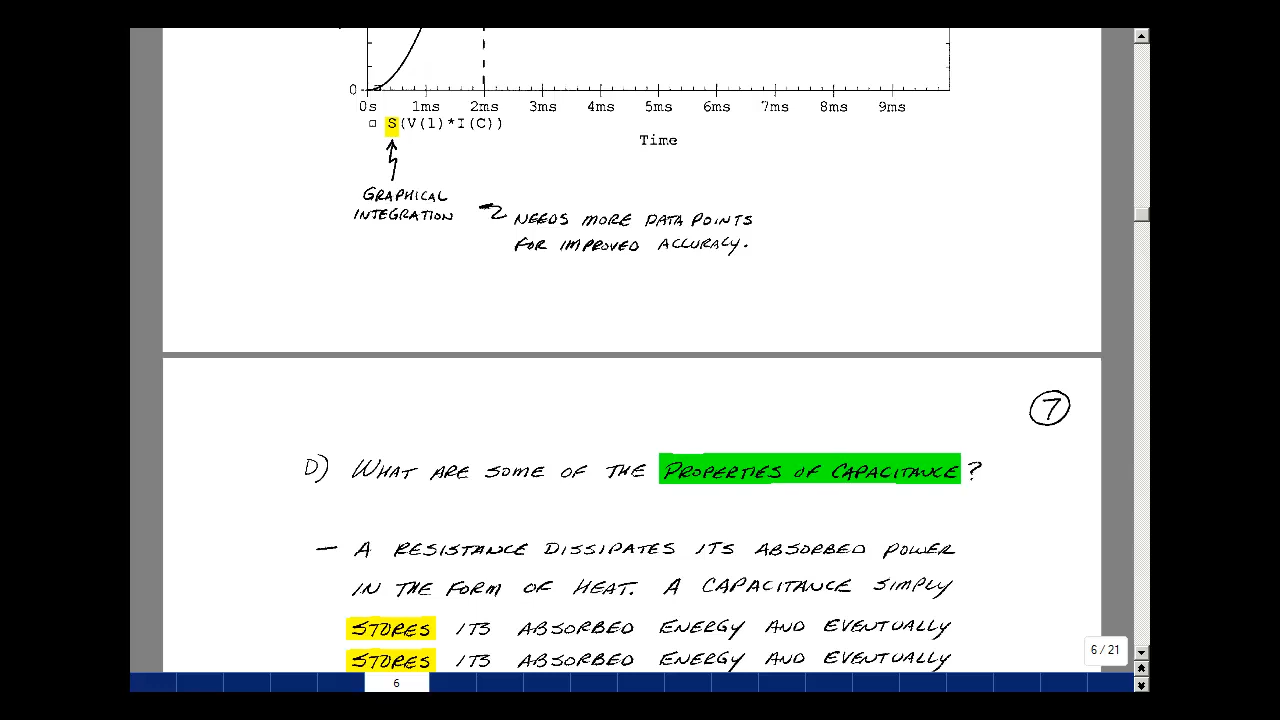 0
0s 1ms 2ms 3ms 4ms 5ms 6ms 7ms 8ms 9ms
□ S(V(1)*I(C))
Time
GRAPHICAL
INTEGRATION
NEEDS MORE DATA POINTS
FOR IMPROVED ACCURACY.
7
D) WHAT ARE SOME OF THE PROPERTIES OF CAPACITANCE?
— A RESISTANCE DISSIPATES ITS ABSORBED POWER
IN THE FORM OF HEAT. A CAPACITANCE SIMPLY
STORES ITS ABSORBED ENERGY AND EVENTUALLY
STORES ITS ABSORBED ENERGY AND EVENTUALLY
6 / 21
6